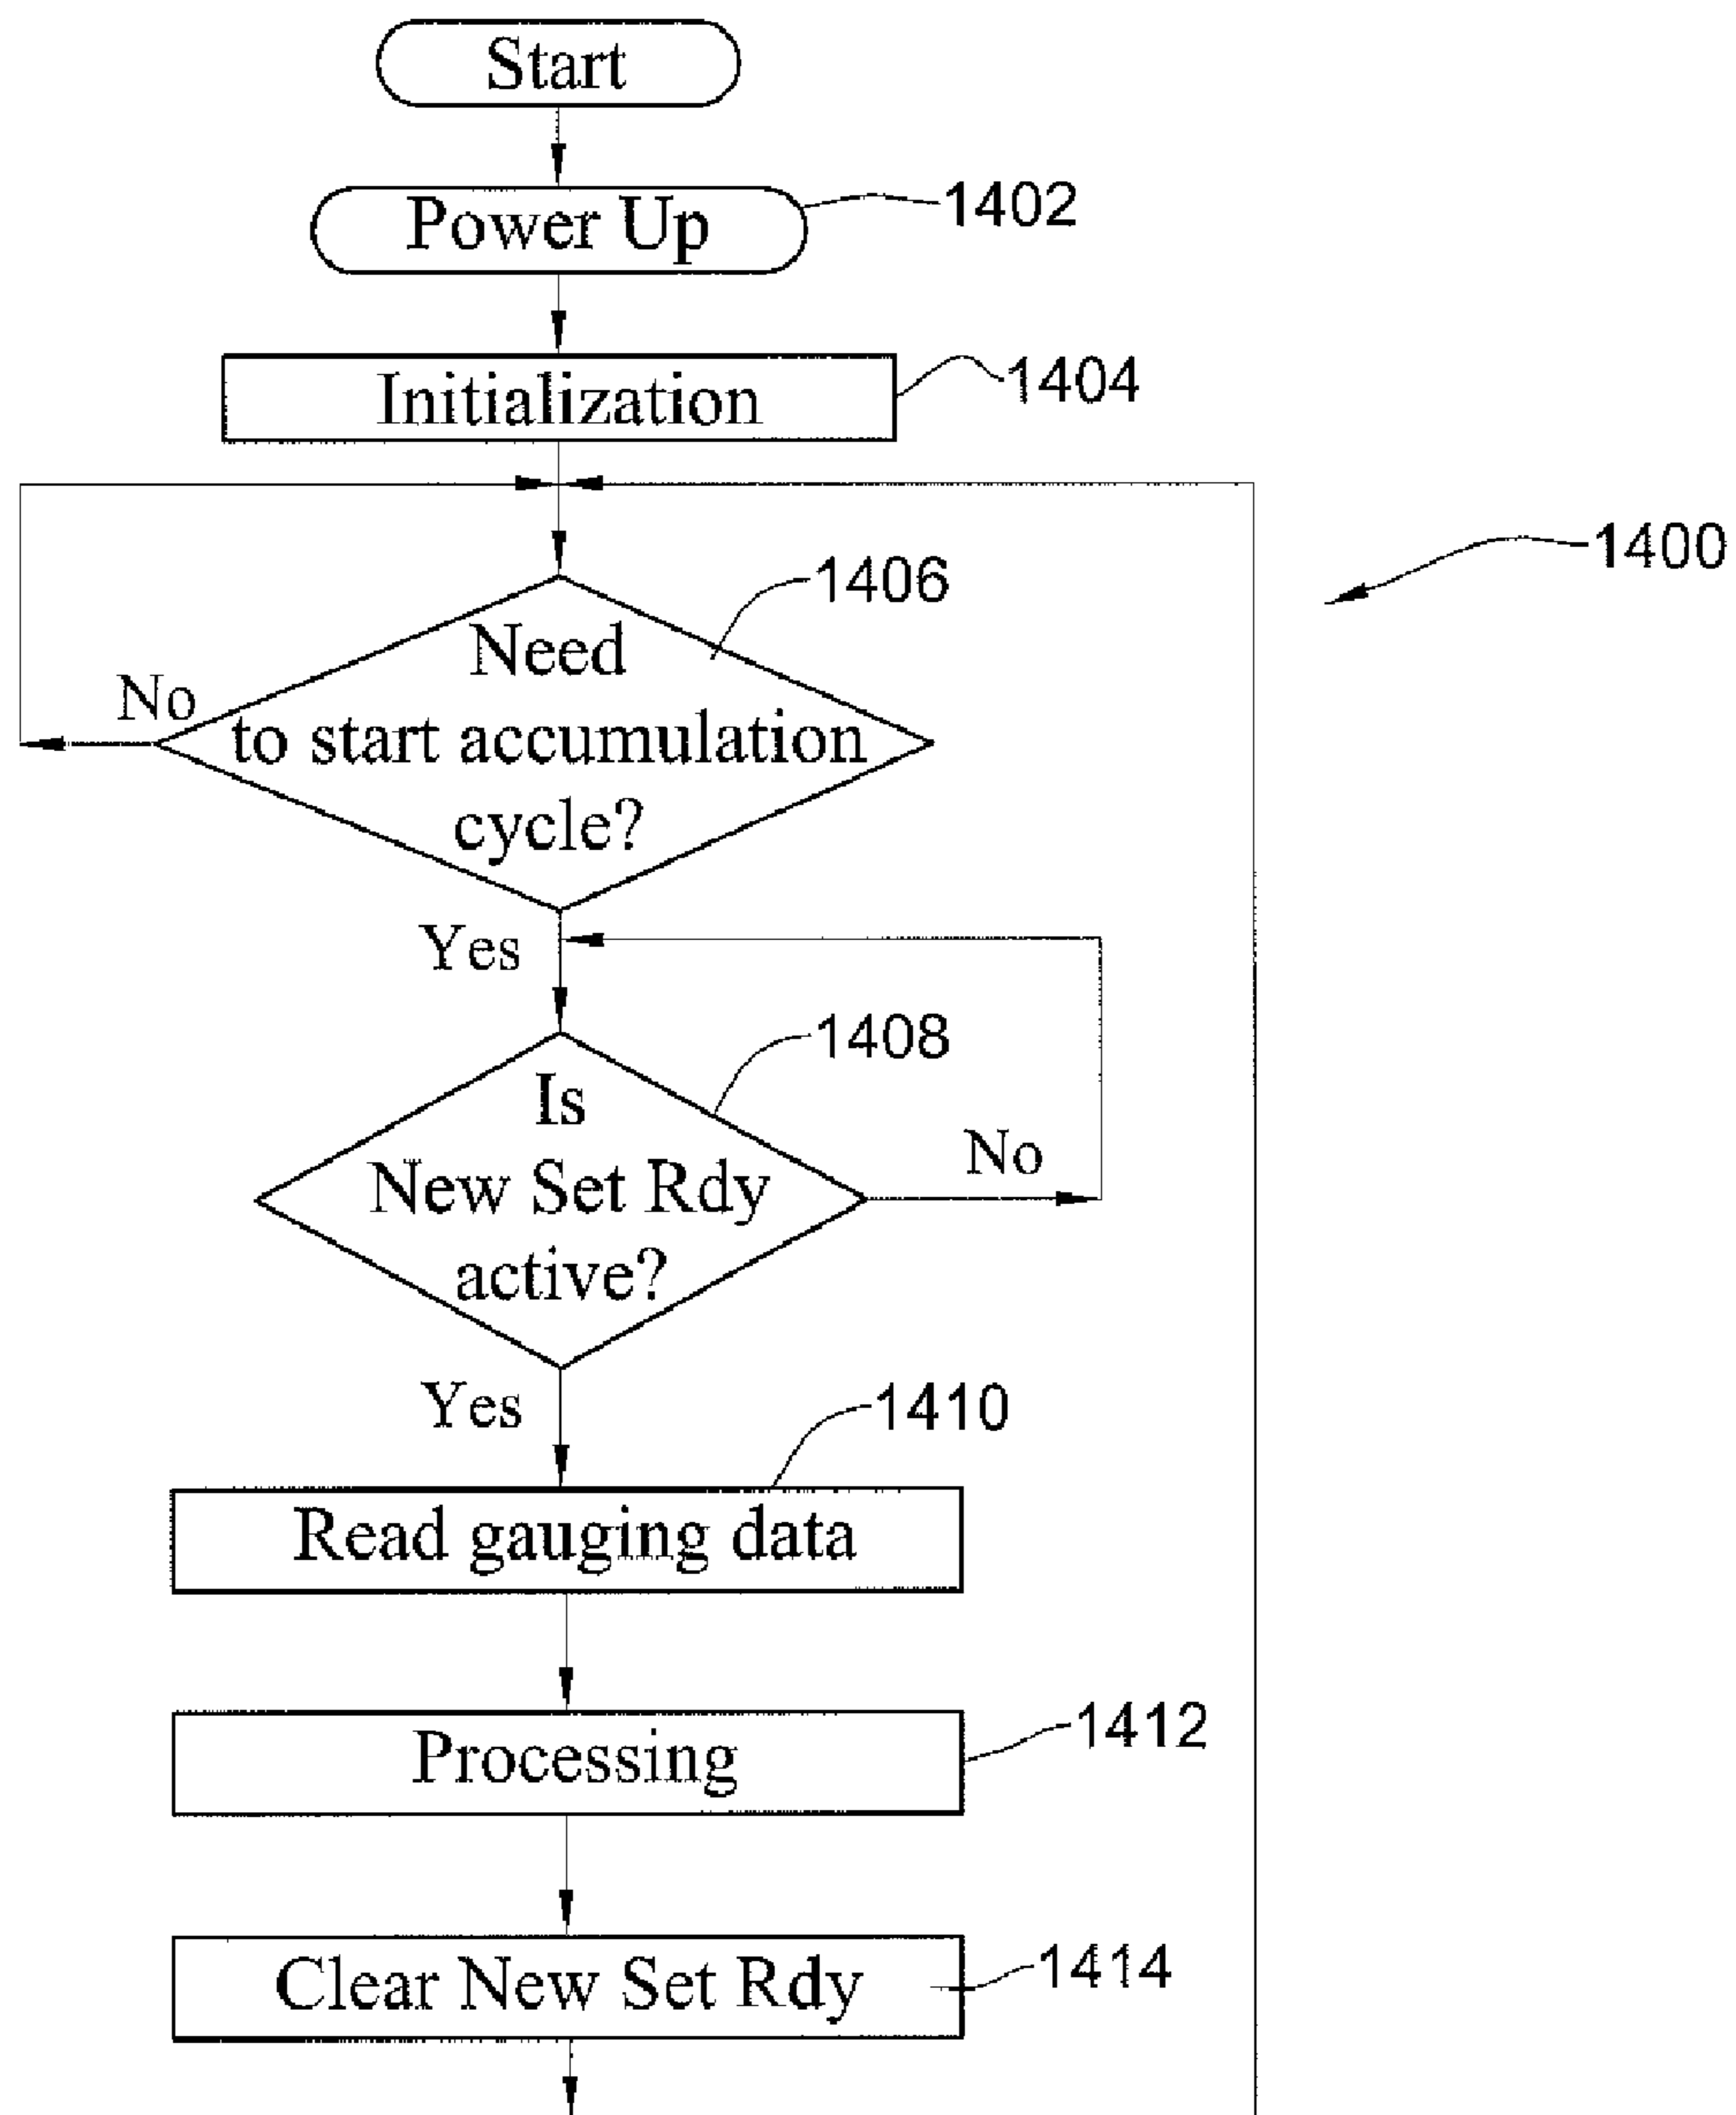 Start
Power Up
1402
Initialization
1404
1400
1406
Need
to start accumulation
cycle?
No
Yes
1408
Is
New Set Rdy
active?
No
Yes
1410
Read gauging data
Processing
1412
Clear New Set Rdy
1414